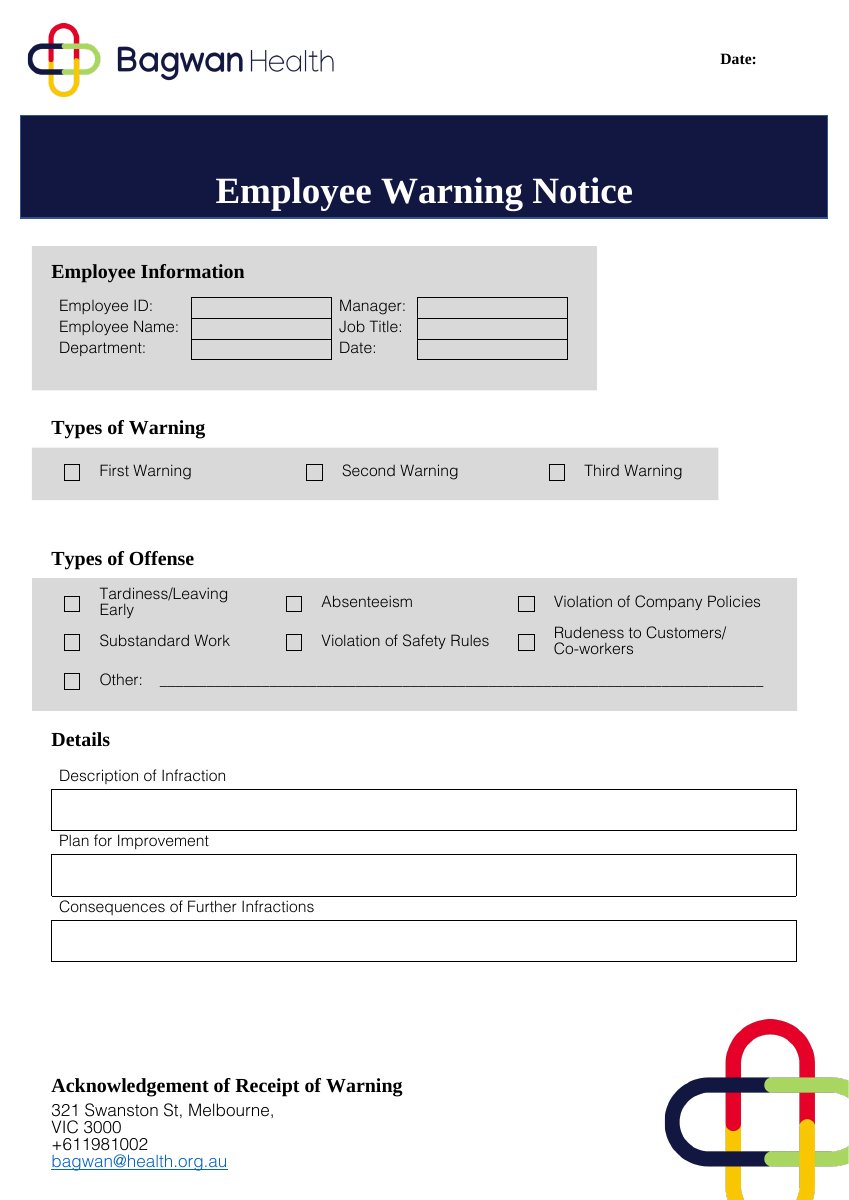 Bagwan Health
Date:
Employee Warning Notice
Employee Information
Employee ID: Manager:
Employee Name: Job Title:
Department: Date:
Types of Warning
First Warning Second Warning Third Warning
Types of Offense
Tardiness/Leaving
Early
Absenteeism
Violation of Company Policies
Substandard Work
Violation of Safety Rules
Rudeness to Customers/
Co-workers
Other:
Details
Description of Infraction
Plan for Improvement
Consequences of Further Infractions
Acknowledgement of Receipt of Warning
321 Swanston St, Melbourne,
VIC 3000
+611981002
bagwan@health.org.au